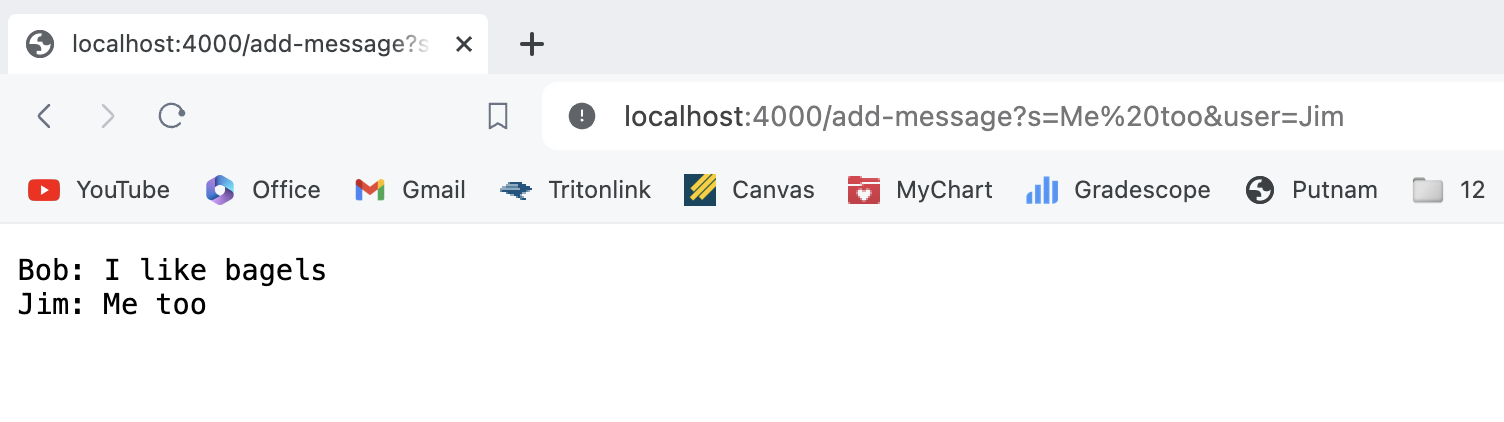 localhost:4000/add-message?s
localhost:4000/add-message?s=Me%20too&user=Jim
YouTube Office Gmail Tritonlink Canvas MyChart Gradescope Putnam 12
Bob: I like bagels
Jim: Me too